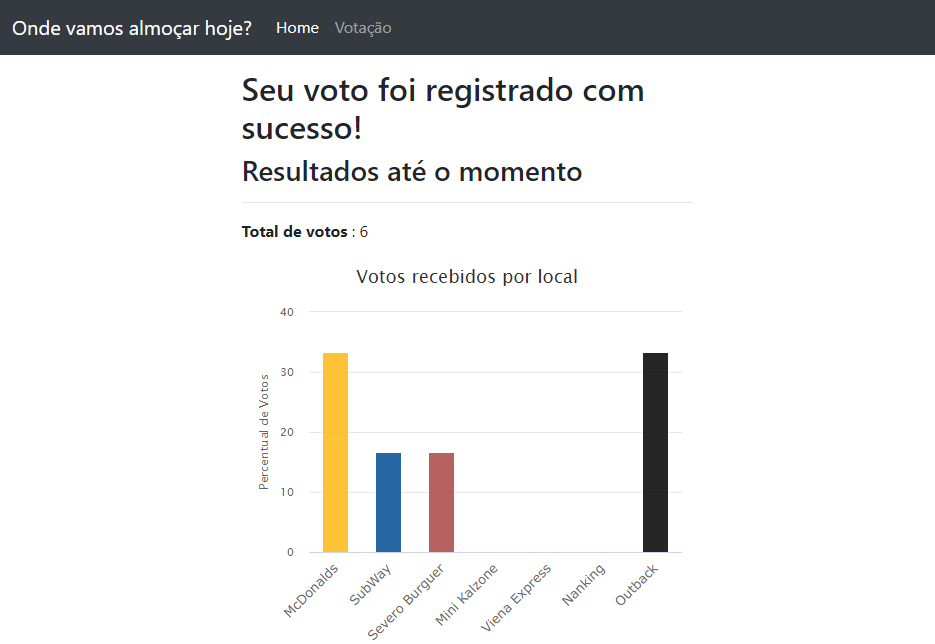 Onde vamos almoçar hoje? Home Votação
Seu voto foi registrado com
sucesso!
Resultados até o momento
Total de votos : 6
Votos recebidos por local
Percentual de Votos
40
30
20
10
0
McDonalds
SubWay
Severo Burguer
Mini Kalzone
Viena Express
Nanking
Outback